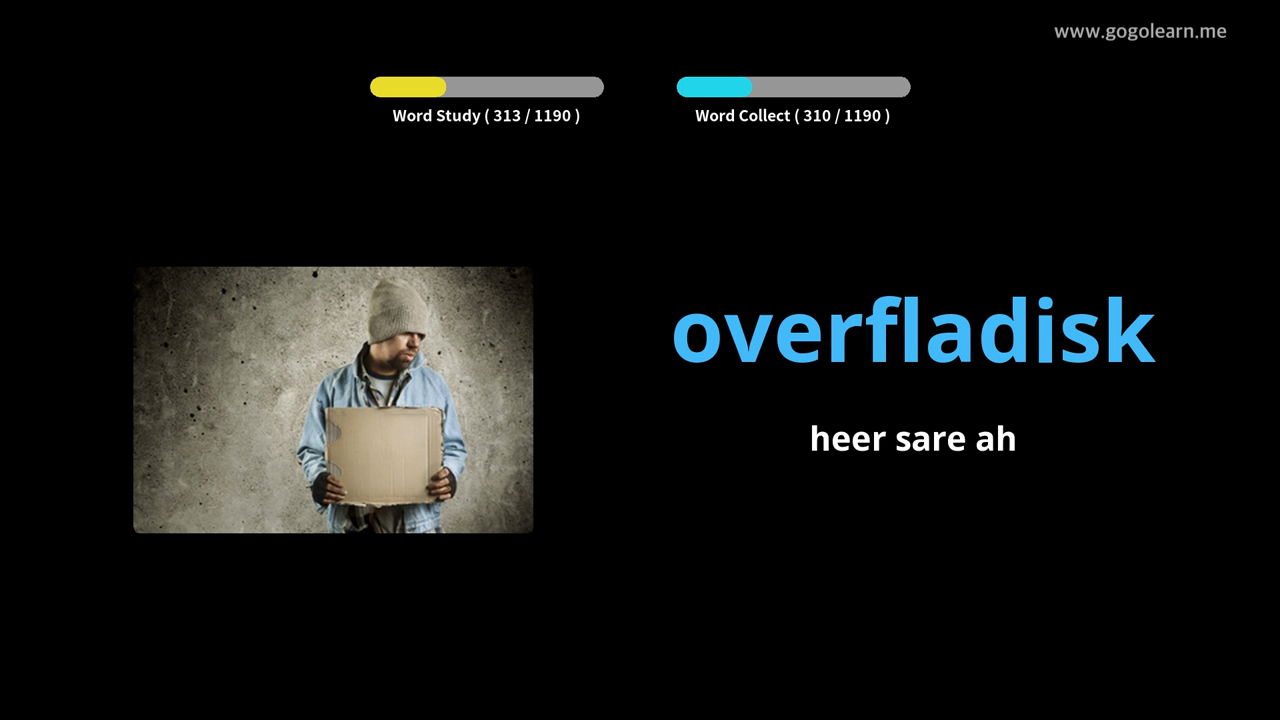 www.gogolearn.me
Word Study ( 313 / 1190 )
Word Collect ( 310 / 1190 )
overfladisk
heer sare ah